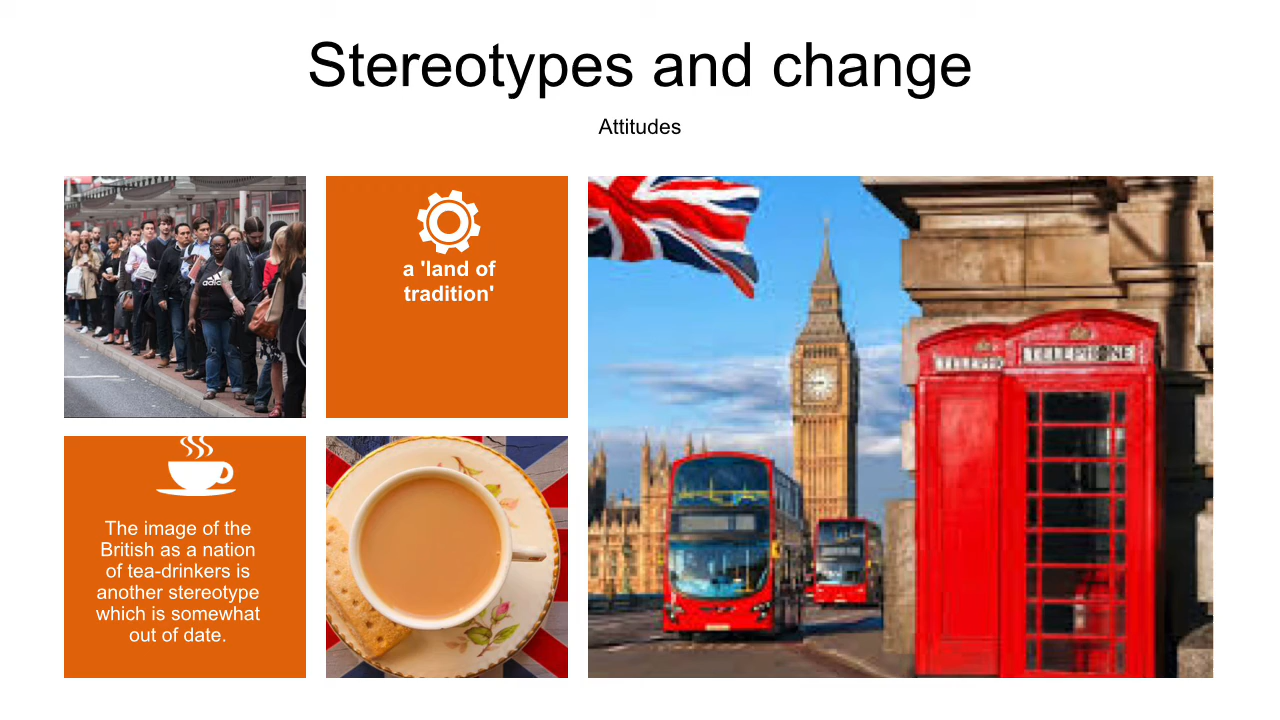 Stereotypes and change
Attitudes
adidas
a 'land of
tradition'
TELEPHONE
The image of the
British as a nation
of tea-drinkers is
another stereotype
which is somewhat
out of date.